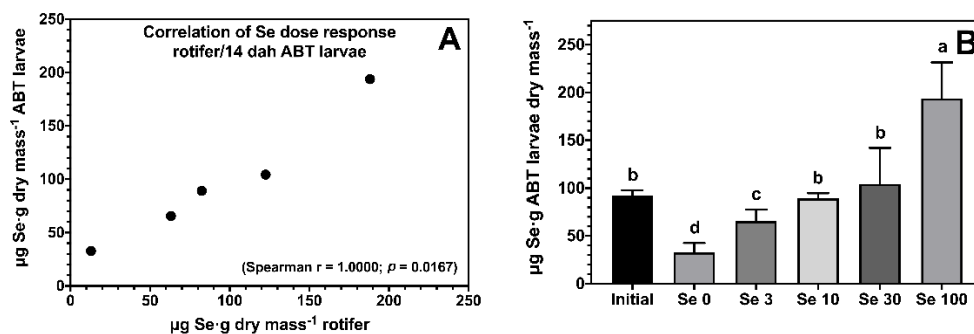 Correlation of Se dose response
rotifer/14 dah ABT larvae
A
µg Se·g dry mass⁻¹ ABT larvae
250
200
150
100
50
0
(Spearman r = 1.0000; p = 0.0167)
0 50 100 150 200 250
µg Se·g dry mass⁻¹ rotifer
B
µg Se·g ABT larvae dry mass⁻¹
250
200
150
100
50
0
b d c b b a
Initial Se 0 Se 3 Se 10 Se 30 Se 100